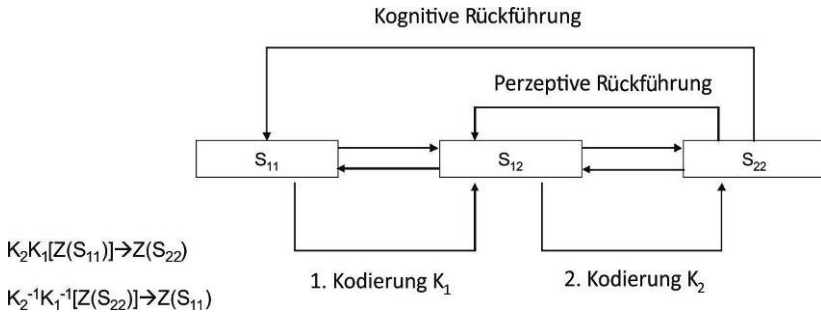 Kognitive Rückführung
Perzeptive Rückführung
S₁₁
S₁₂
S₂₂
K₂K₁[Z(S₁₁)]→Z(S₂₂)
1. Kodierung K₁
2. Kodierung K₂
K₂⁻¹K₁⁻¹[Z(S₂₂)]→Z(S₁₁)